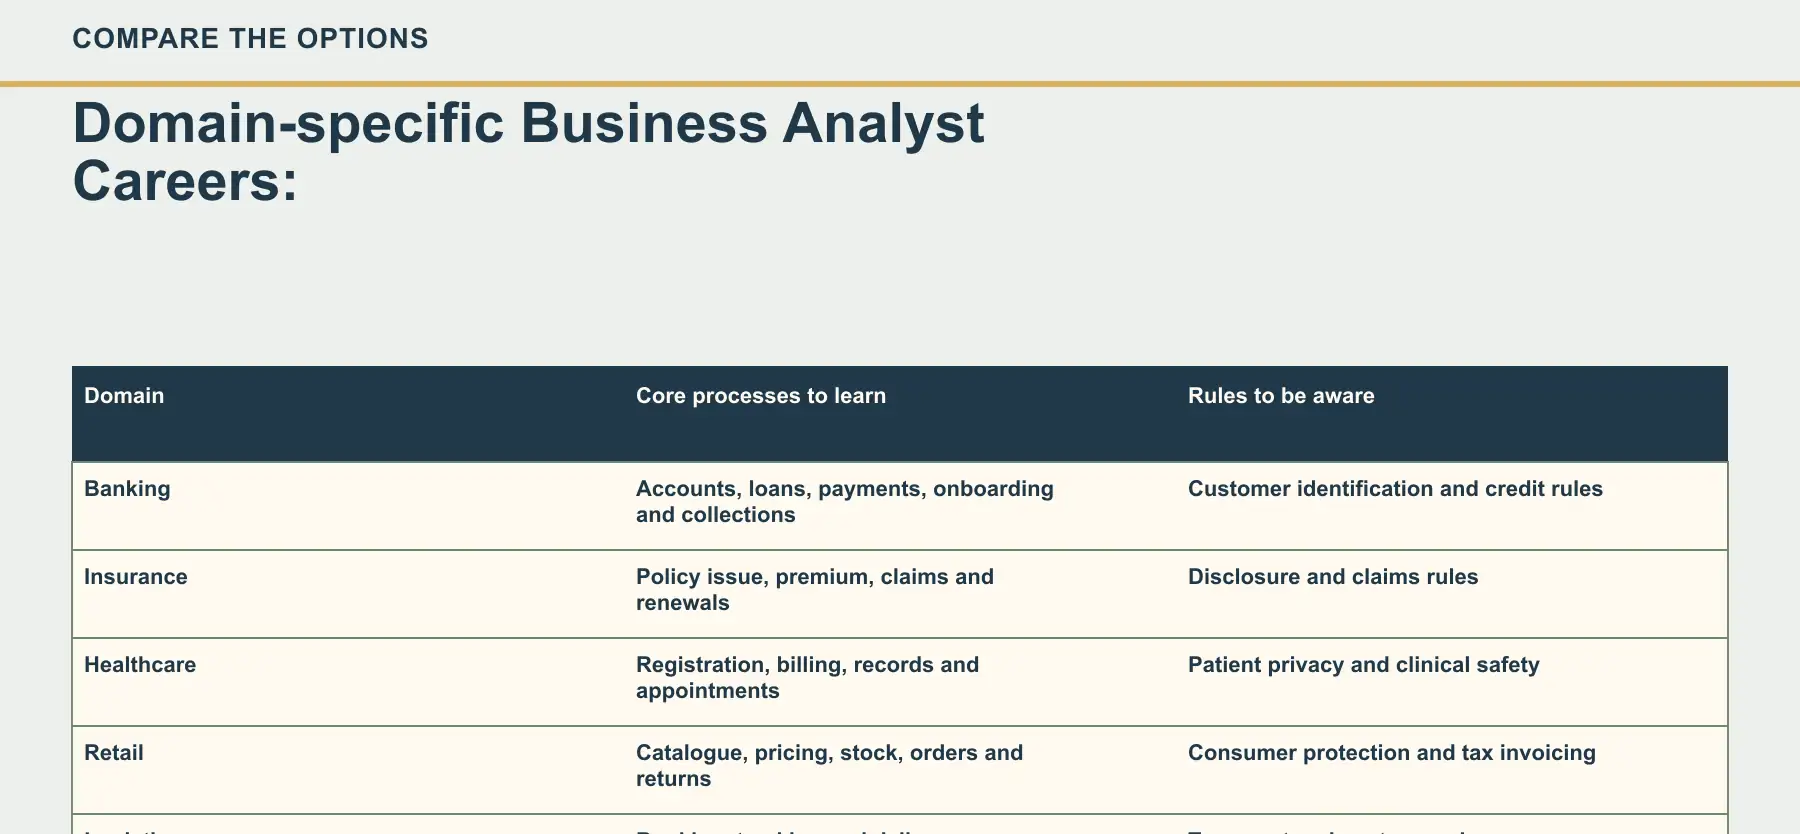 COMPARE THE OPTIONS
Domain-specific Business Analyst
Careers:
Domain
Core processes to learn
Rules to be aware
Banking
Accounts, loans, payments, onboarding
and collections
Customer identification and credit rules
Insurance
Policy issue, premium, claims and
renewals
Disclosure and claims rules
Healthcare
Registration, billing, records and
appointments
Patient privacy and clinical safety
Retail
Catalogue, pricing, stock, orders and
returns
Consumer protection and tax invoicing